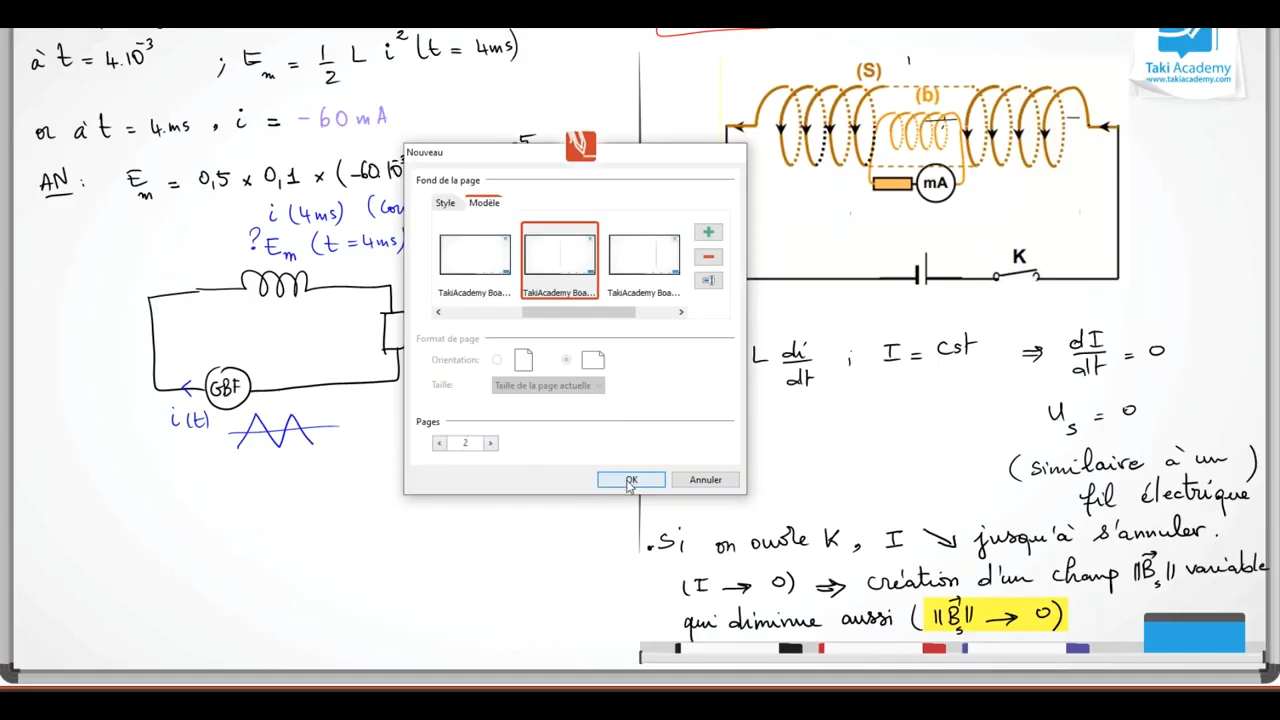 à t = 4.10⁻³ ; Em = 1/2 L i² (t = 4ms)
or à t = 4.ms , i = -60mA
AN : Em = 0,5 × 0,1 × (-60.10⁻³
i (4ms) (cou
? Em (t = 4ms)
GBF
i(t)
Nouveau
Fond de la page
Style Modèle
TakiAcademy Boa... TakiAcademy Boa... TakiAcademy Boa...
Format de page
Orientation:
Taille: Taille de la page actuelle
Pages
2
OK Annuler
Taki Academy
www.takiacademy.com
(S)
(b)
mA
K
L di/dt ; I = Cst ⇒ dI/dt = 0
u_s = 0
(similaire à un
fil électrique)
.Si on ouvre K, I ↘ jusqu'à s'annuler.
(I → 0) ⇒ création d'un champ ||B⃗s|| variable
qui diminue aussi (||B⃗s|| → 0)